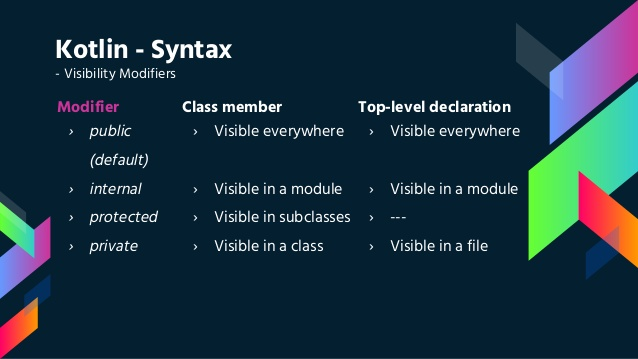 Kotlin - Syntax
- Visibility Modifiers
Modifier Class member Top-level declaration
› public › Visible everywhere › Visible everywhere
(default)
› internal › Visible in a module › Visible in a module
› protected › Visible in subclasses › ---
› private › Visible in a class › Visible in a file